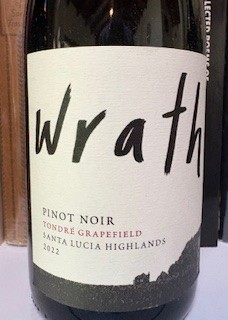 Wrath
PINOT NOIR
TONDRÉ GRAPEFIELD
SANTA LUCIA HIGHLANDS
2022